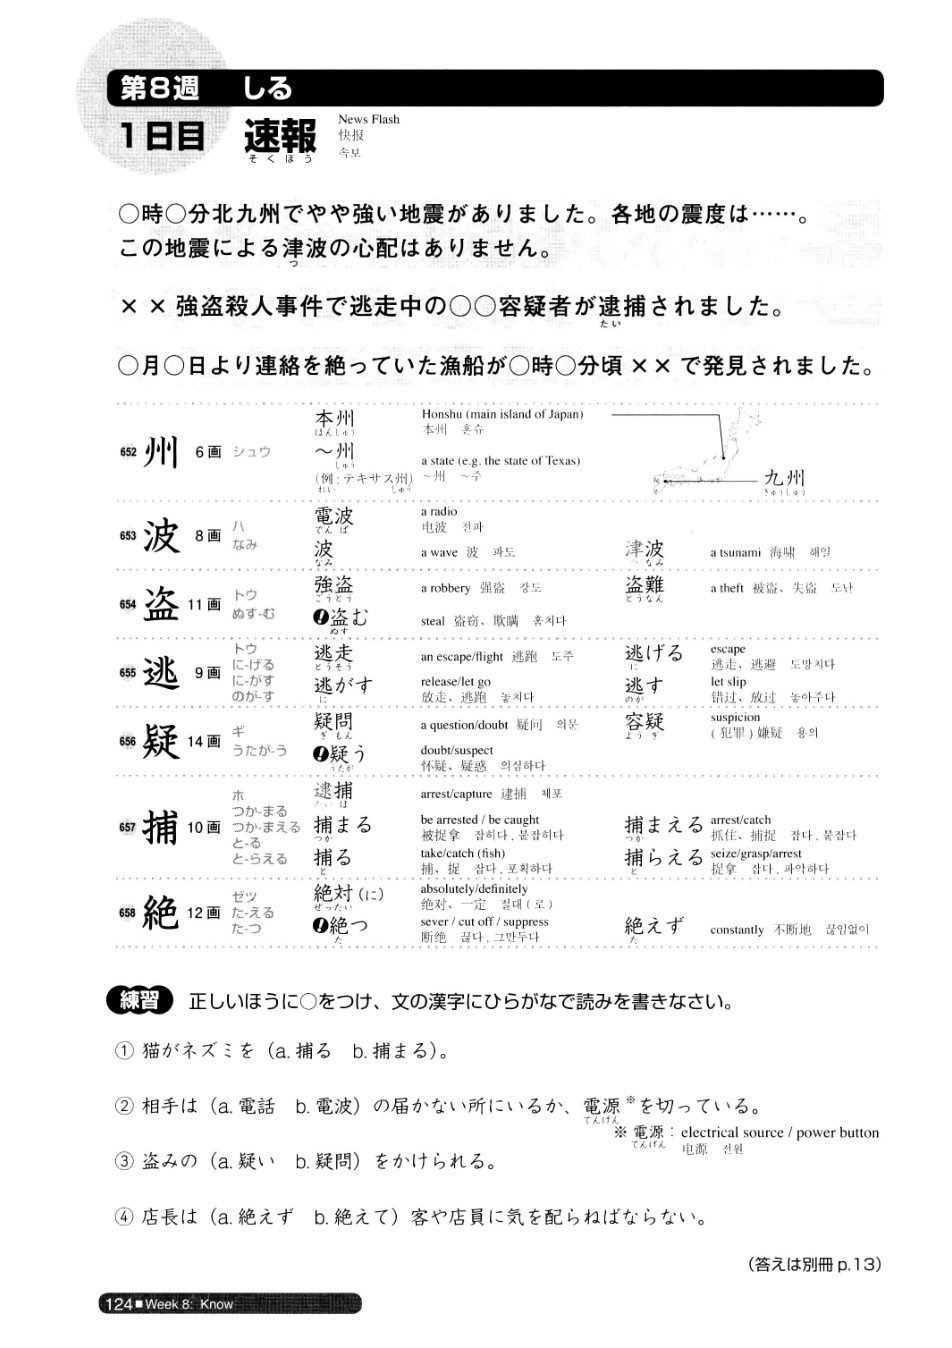 第8週　しる
1日目　速報
そくほう
News Flash
快报
속보
○時○分北九州でやや強い地震がありました。各地の震度は……。
この地震による津波の心配はありません。
つ
×× 強盗殺人事件で逃走中の○○容疑者が逮捕されました。
たい
○月○日より連絡を絶っていた漁船が○時○分頃××で発見されました。
652 州 6画 シュウ
本州 Honshu (main island of Japan)
ほんしゅう 本州 혼슈
～州 a state (e.g. the state of Texas)
しゅう ～州 ～주
(例:テキサス州)
れい しゅう
九州
きゅうしゅう
653 波 8画 ハ なみ
電波 a radio
でんぱ 电波 전파
波 a wave 波 파도
なみ
津波 a tsunami 海啸 해일
つなみ
654 盗 11画 トウ ぬす-む
強盗 a robbery 强盗 강도
ごうとう
盗難 a theft 被盗、失盗 도난
とうなん
❗盗む steal 盗窃、欺瞒 훔치다
ぬす
655 逃 9画 トウ に-げる に-がす のが-す
逃走 an escape/flight 逃跑 도주
とうそう
逃げる escape
に 逃走、逃避 도망치다
逃がす release/let go
に 放走、逃跑 놓치다
逃す let slip
のが 错过、放过 놓아주다
656 疑 14画 ギ うたが-う
疑問 a question/doubt 疑问 의문
ぎもん
容疑 suspicion
ようぎ (犯罪)嫌疑 용의
❗疑う doubt/suspect
うたが 怀疑、疑惑 의심하다
657 捕 10画 ホ つか-まる つか-まえる と-る と-らえる
逮捕 arrest/capture 逮捕 체포
たいほ
捕まる be arrested / be caught
つか 被捉拿 잡히다, 붙잡히다
捕まえる arrest/catch
つか 抓住、捕捉 잡다, 붙잡다
捕る take/catch (fish)
と 捕、捉 잡다, 포획하다
捕らえる seize/grasp/arrest
と 捉拿 잡다, 파악하다
658 絶 12画 ゼツ た-える た-つ
絶対(に) absolutely/definitely
ぜったい 绝对、一定 절대(로)
❗絶つ sever / cut off / suppress
た 断绝 끊다, 그만두다
絶えず constantly 不断地 끊임없이
た
練習 正しいほうに○をつけ、文の漢字にひらがなで読みを書きなさい。
① 猫がネズミを（a. 捕る　b. 捕まる）。
② 相手は（a. 電話　b. 電波）の届かない所にいるか、電源※を切っている。
でんげん
※ 電源 : electrical source / power button
でんげん 电源 전원
③ 盗みの（a. 疑い　b. 疑問）をかけられる。
④ 店長は（a. 絶えず　b. 絶えて）客や店員に気を配らねばならない。
（答えは別冊 p.13）
124■Week 8: Know